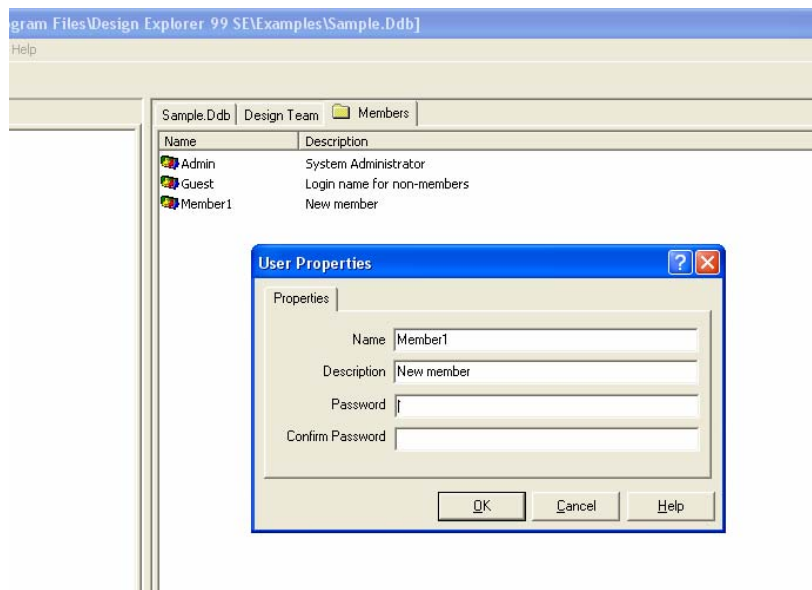 ogram Files\Design Explorer 99 SE\Examples\Sample.Ddb]
Help
Sample.Ddb Design Team Members
Name Description
Admin System Administrator
Guest Login name for non-members
Member1 New member
User Properties
Properties
Name Member1
Description New member
Password
Confirm Password
OK Cancel Help